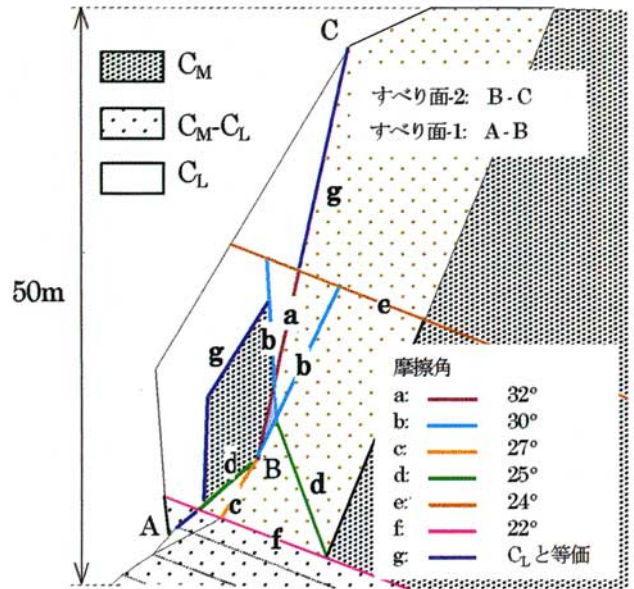 C
C_M
C_M-C_L
C_L
すべり面-2: B - C
すべり面-1: A - B
g
50m
e
a
b
b
g
摩擦角
a: 32°
b: 30°
c: 27°
d: 25°
e: 24°
f: 22°
g: C_Lと等価
d
B
d
c
A
f